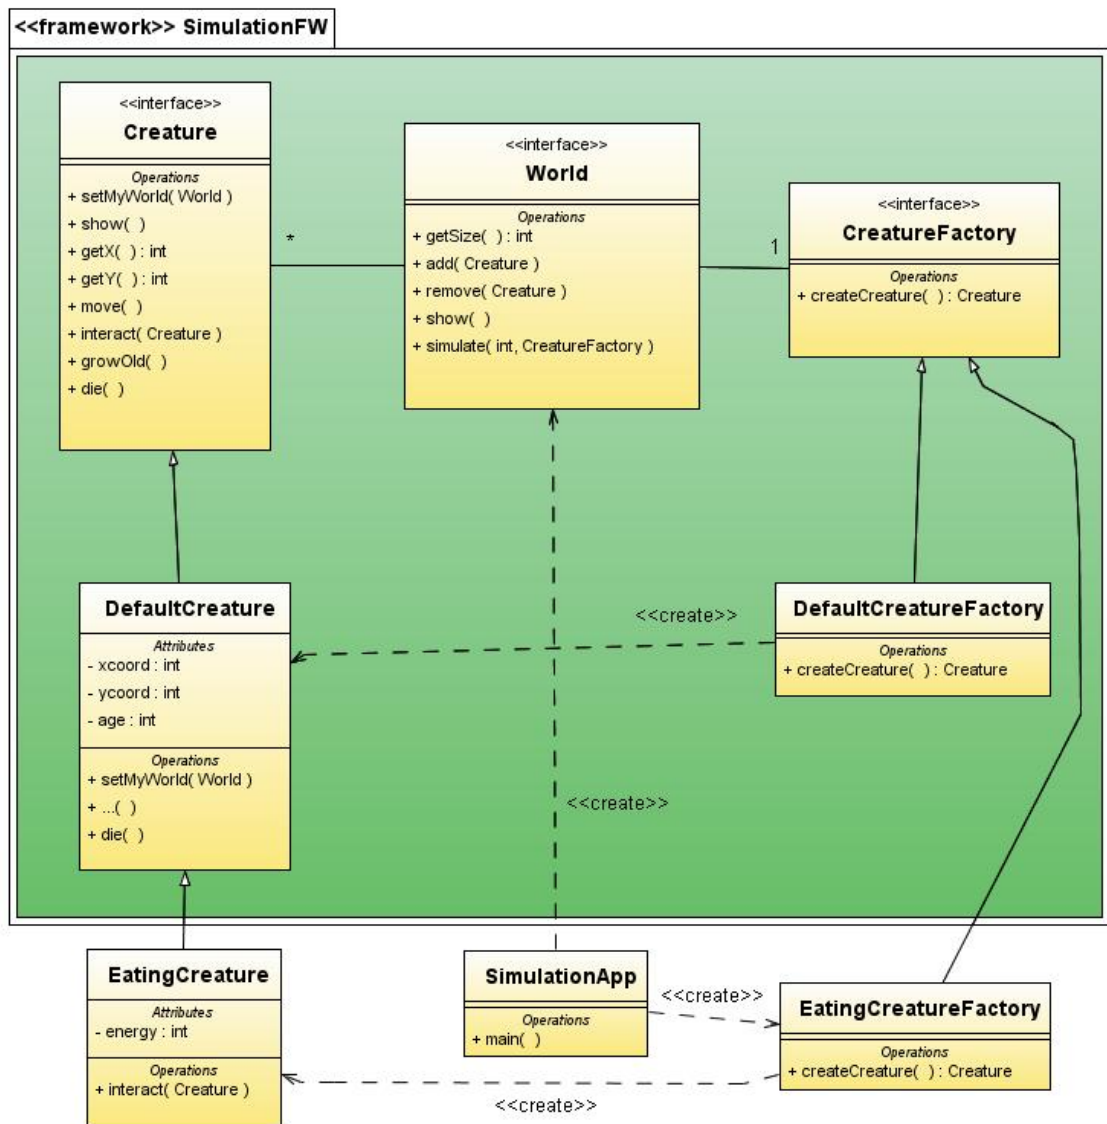 <<framework>> SimulationFW
<<interface>>
Creature
Operations
+ setMyWorld( World )
+ show( )
+ getX( ) : int
+ getY( ) : int
+ move( )
+ interact( Creature )
+ growOld( )
+ die( )
*
<<interface>>
World
Operations
+ getSize( ) : int
+ add( Creature )
+ remove( Creature )
+ show( )
+ simulate( int, CreatureFactory )
1
<<interface>>
CreatureFactory
Operations
+ createCreature( ) : Creature
DefaultCreature
Attributes
- xcoord : int
- ycoord : int
- age : int
Operations
+ setMyWorld( World )
+ ...( )
+ die( )
<<create>>
DefaultCreatureFactory
Operations
+ createCreature( ) : Creature
<<create>>
EatingCreature
Attributes
- energy : int
Operations
+ interact( Creature )
SimulationApp
Operations
+ main( )
<<create>>
EatingCreatureFactory
Operations
+ createCreature( ) : Creature
<<create>>